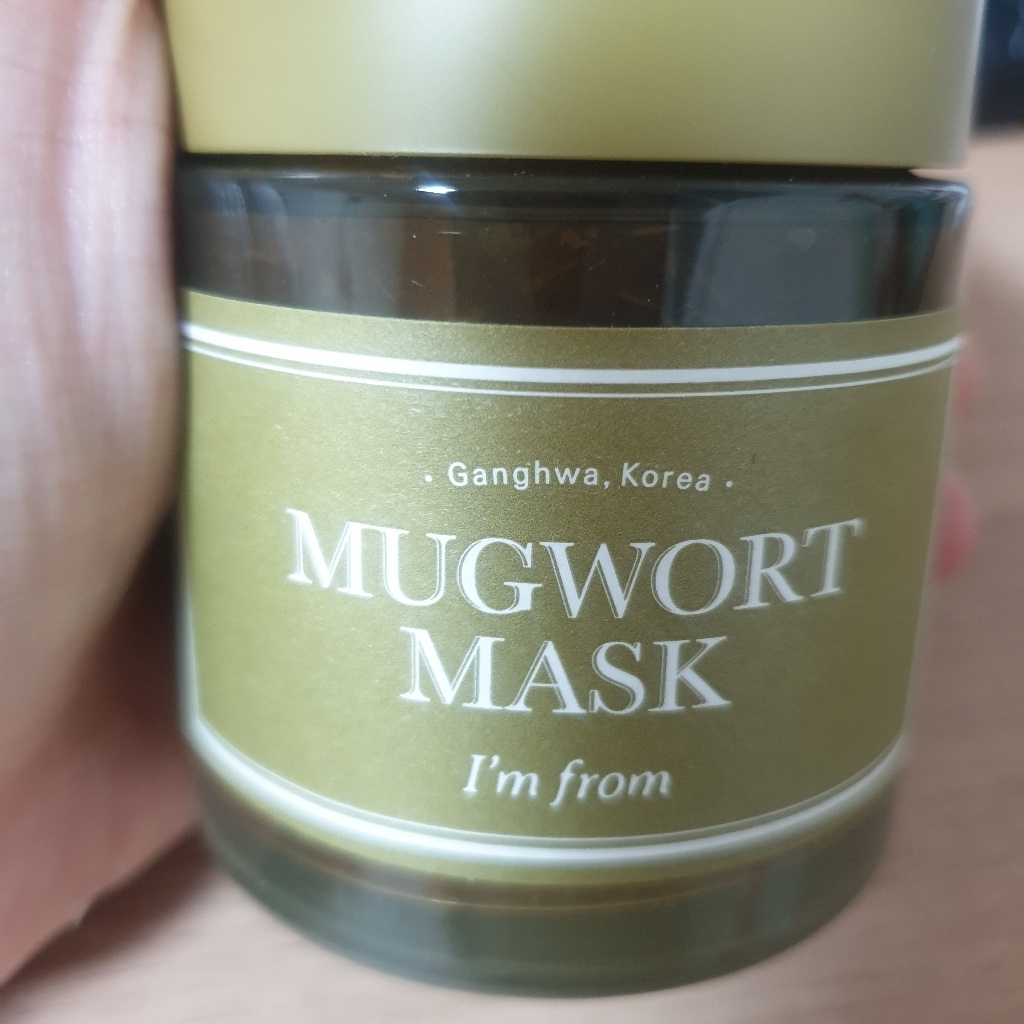 · Ganghwa, Korea ·
MUGWORT
MASK
I'm from